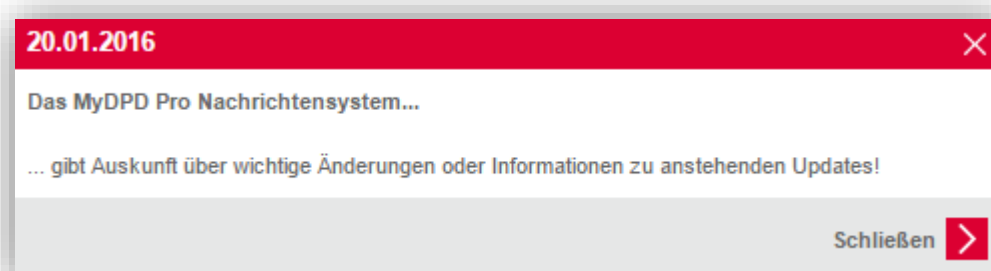 20.01.2016
Das MyDPD Pro Nachrichtensystem...
... gibt Auskunft über wichtige Änderungen oder Informationen zu anstehenden Updates!
Schließen